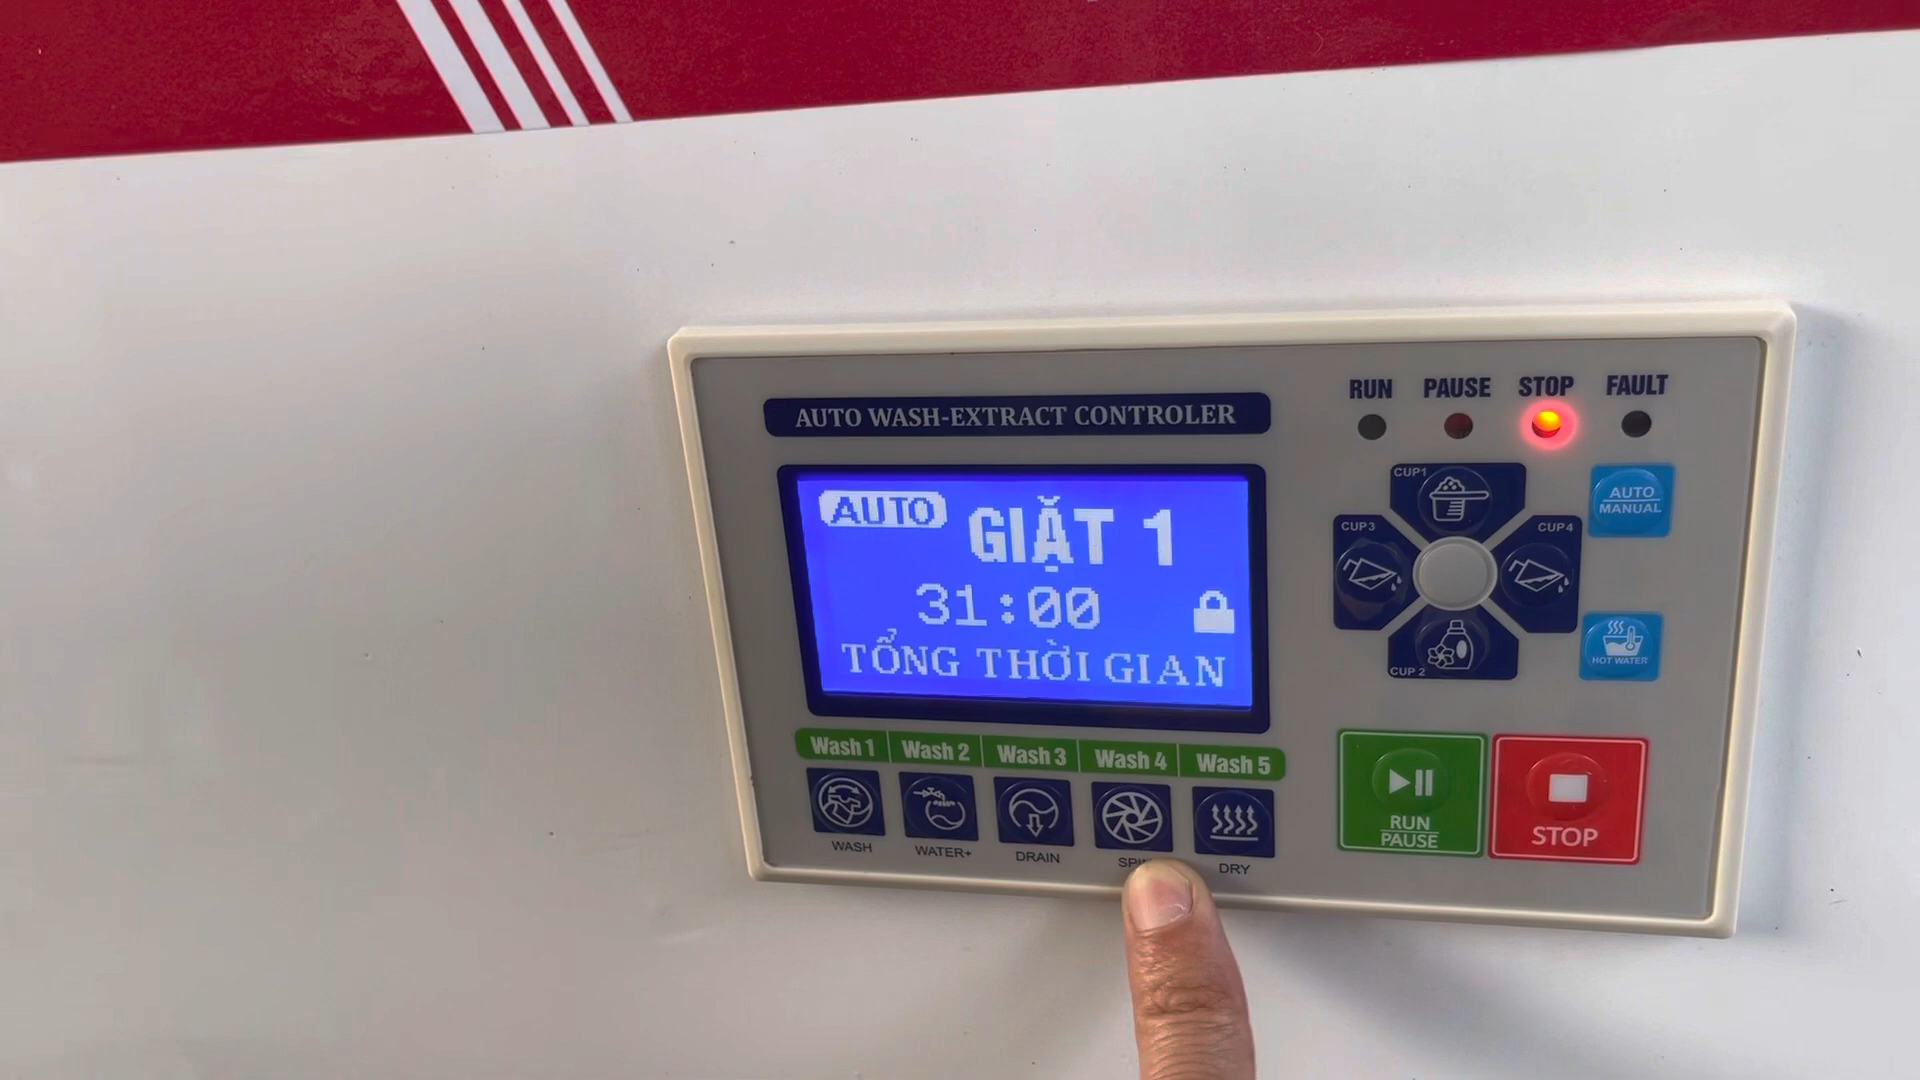 AUTO WASH-EXTRACT CONTROLER
RUN PAUSE STOP FAULT
AUTO GIẶT 1
31:00
TỔNG THỜI GIAN
CUP1
CUP3
CUP4
CUP 2
AUTO
MANUAL
HOT WATER
Wash 1 Wash 2 Wash 3 Wash 4 Wash 5
WASH WATER+ DRAIN DRY
RUN
PAUSE
STOP